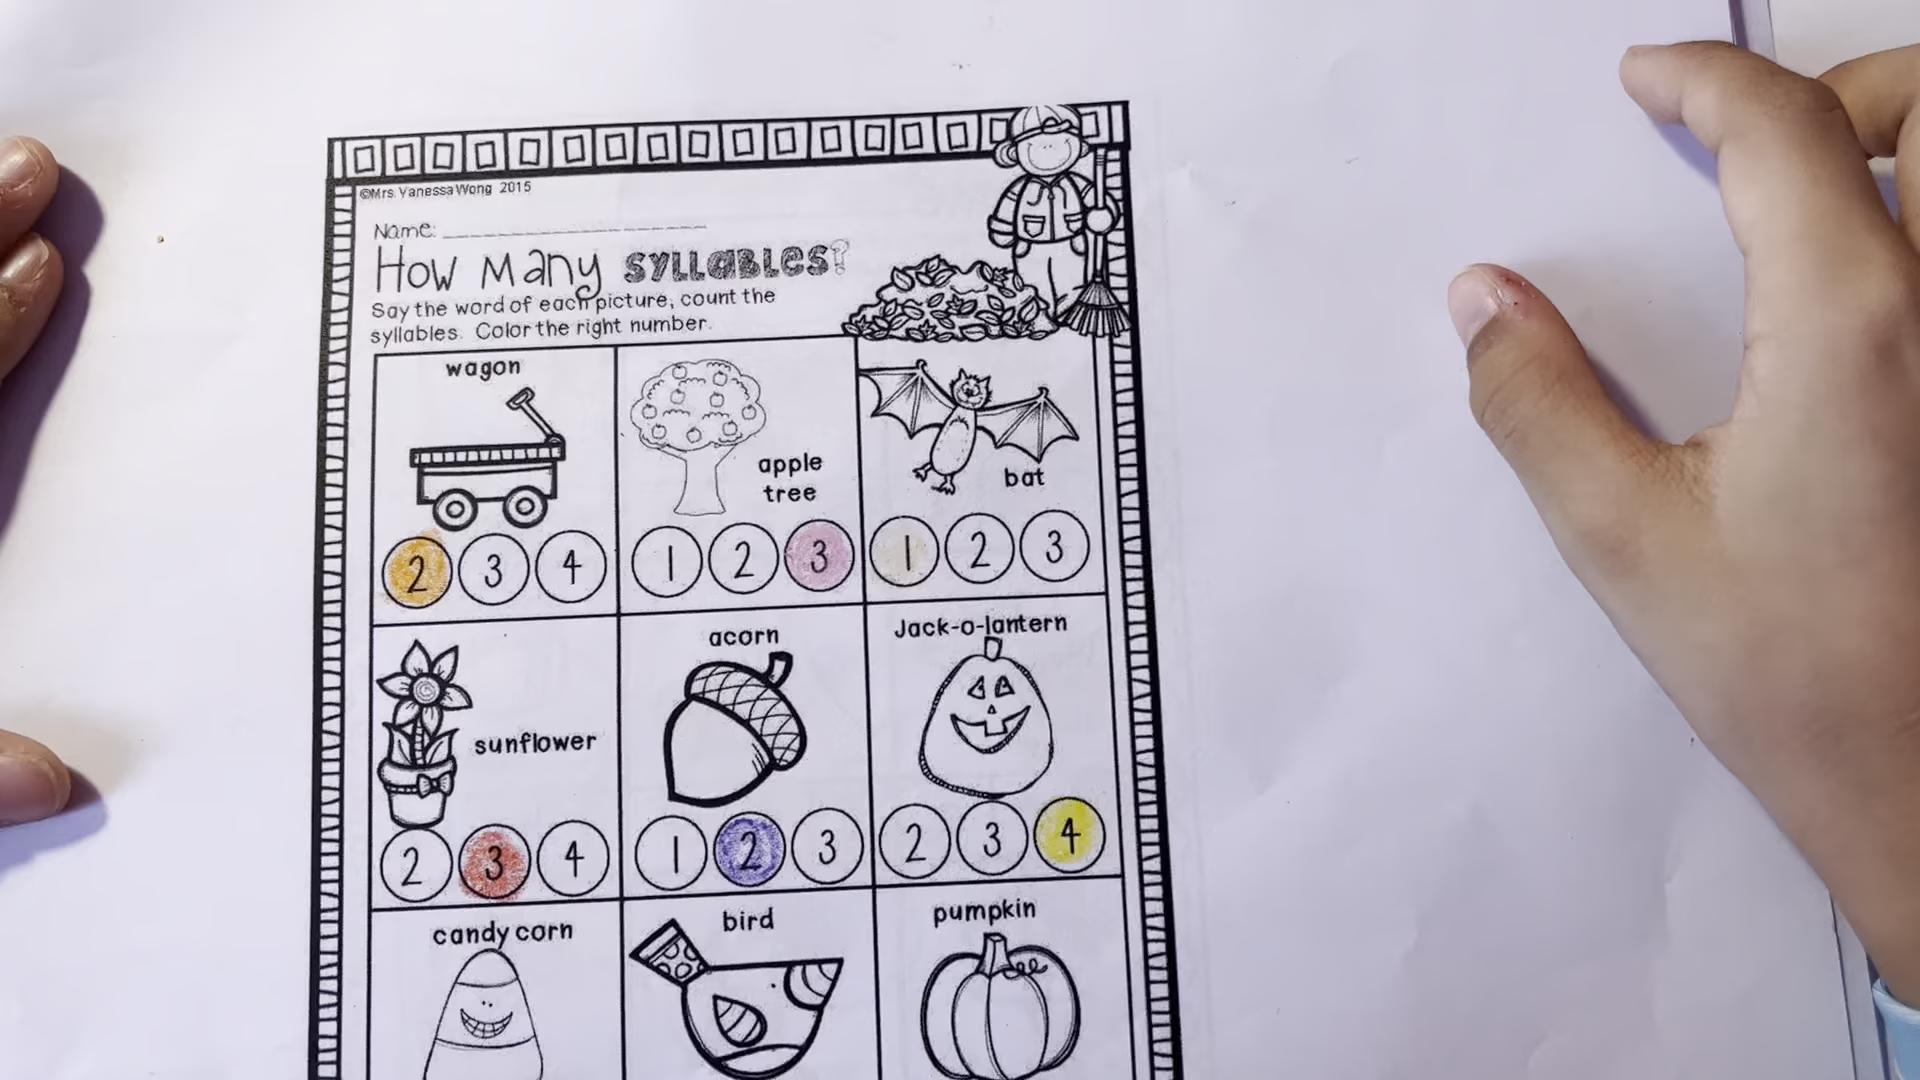 ©Mrs. Vanessa Wong 2015
Name: ____________________
How Many Syllables?
Say the word of each picture, count the
syllables. Color the right number.
wagon
2 3 4
apple
tree
1 2 3
bat
1 2 3
sunflower
2 3 4
acorn
1 2 3
Jack-o-lantern
2 3 4
candy corn
bird
pumpkin